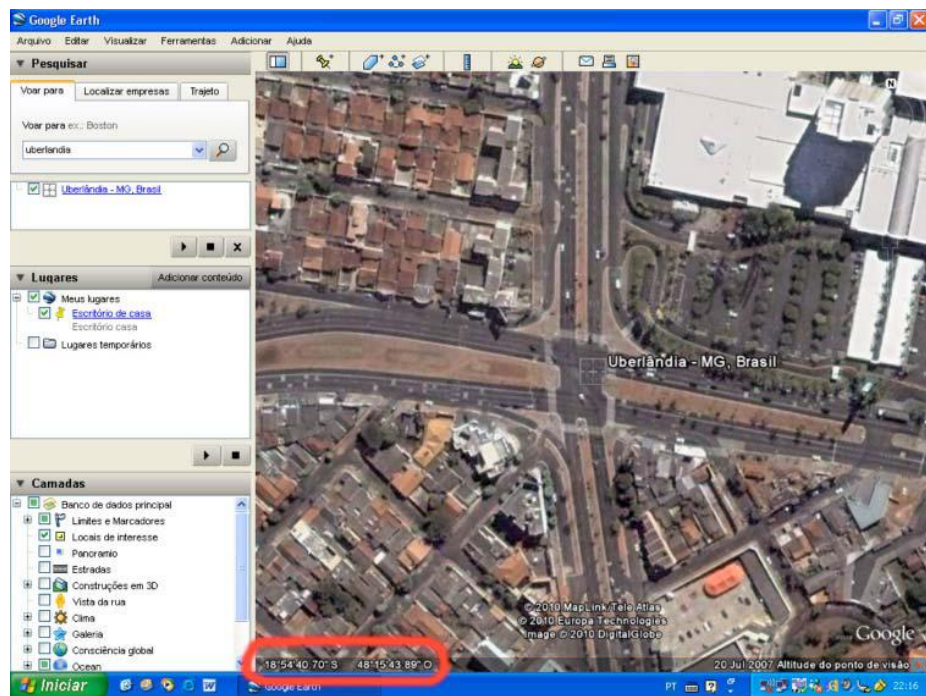 Google Earth
Arquivo Editar Visualizar Ferramentas Adicionar Ajuda
Pesquisar
Voar para Localizar empresas Trajeto
Voar para ex.: Boston
uberlandia
Uberlândia - MG, Brasil
Lugares Adicionar conteúdo
Meus lugares
Escritório de casa
Escritório casa
Lugares temporários
Camadas
Banco de dados principal
Limites e Marcadores
Locais de interesse
Panoramio
Estradas
Construções em 3D
Vista da rua
Clima
Galeria
Consciência global
Ocean
N
Uberlândia - MG, Brasil
© 2010 MapLink/Tele Atlas
© 2010 Europa Technologies
Image © 2010 DigitalGlobe
Google
18°54'40.70" S 48°15'43.89" O
20 Jul 2007 Altitude do ponto de visão
Iniciar
Google Earth
PT
22:16